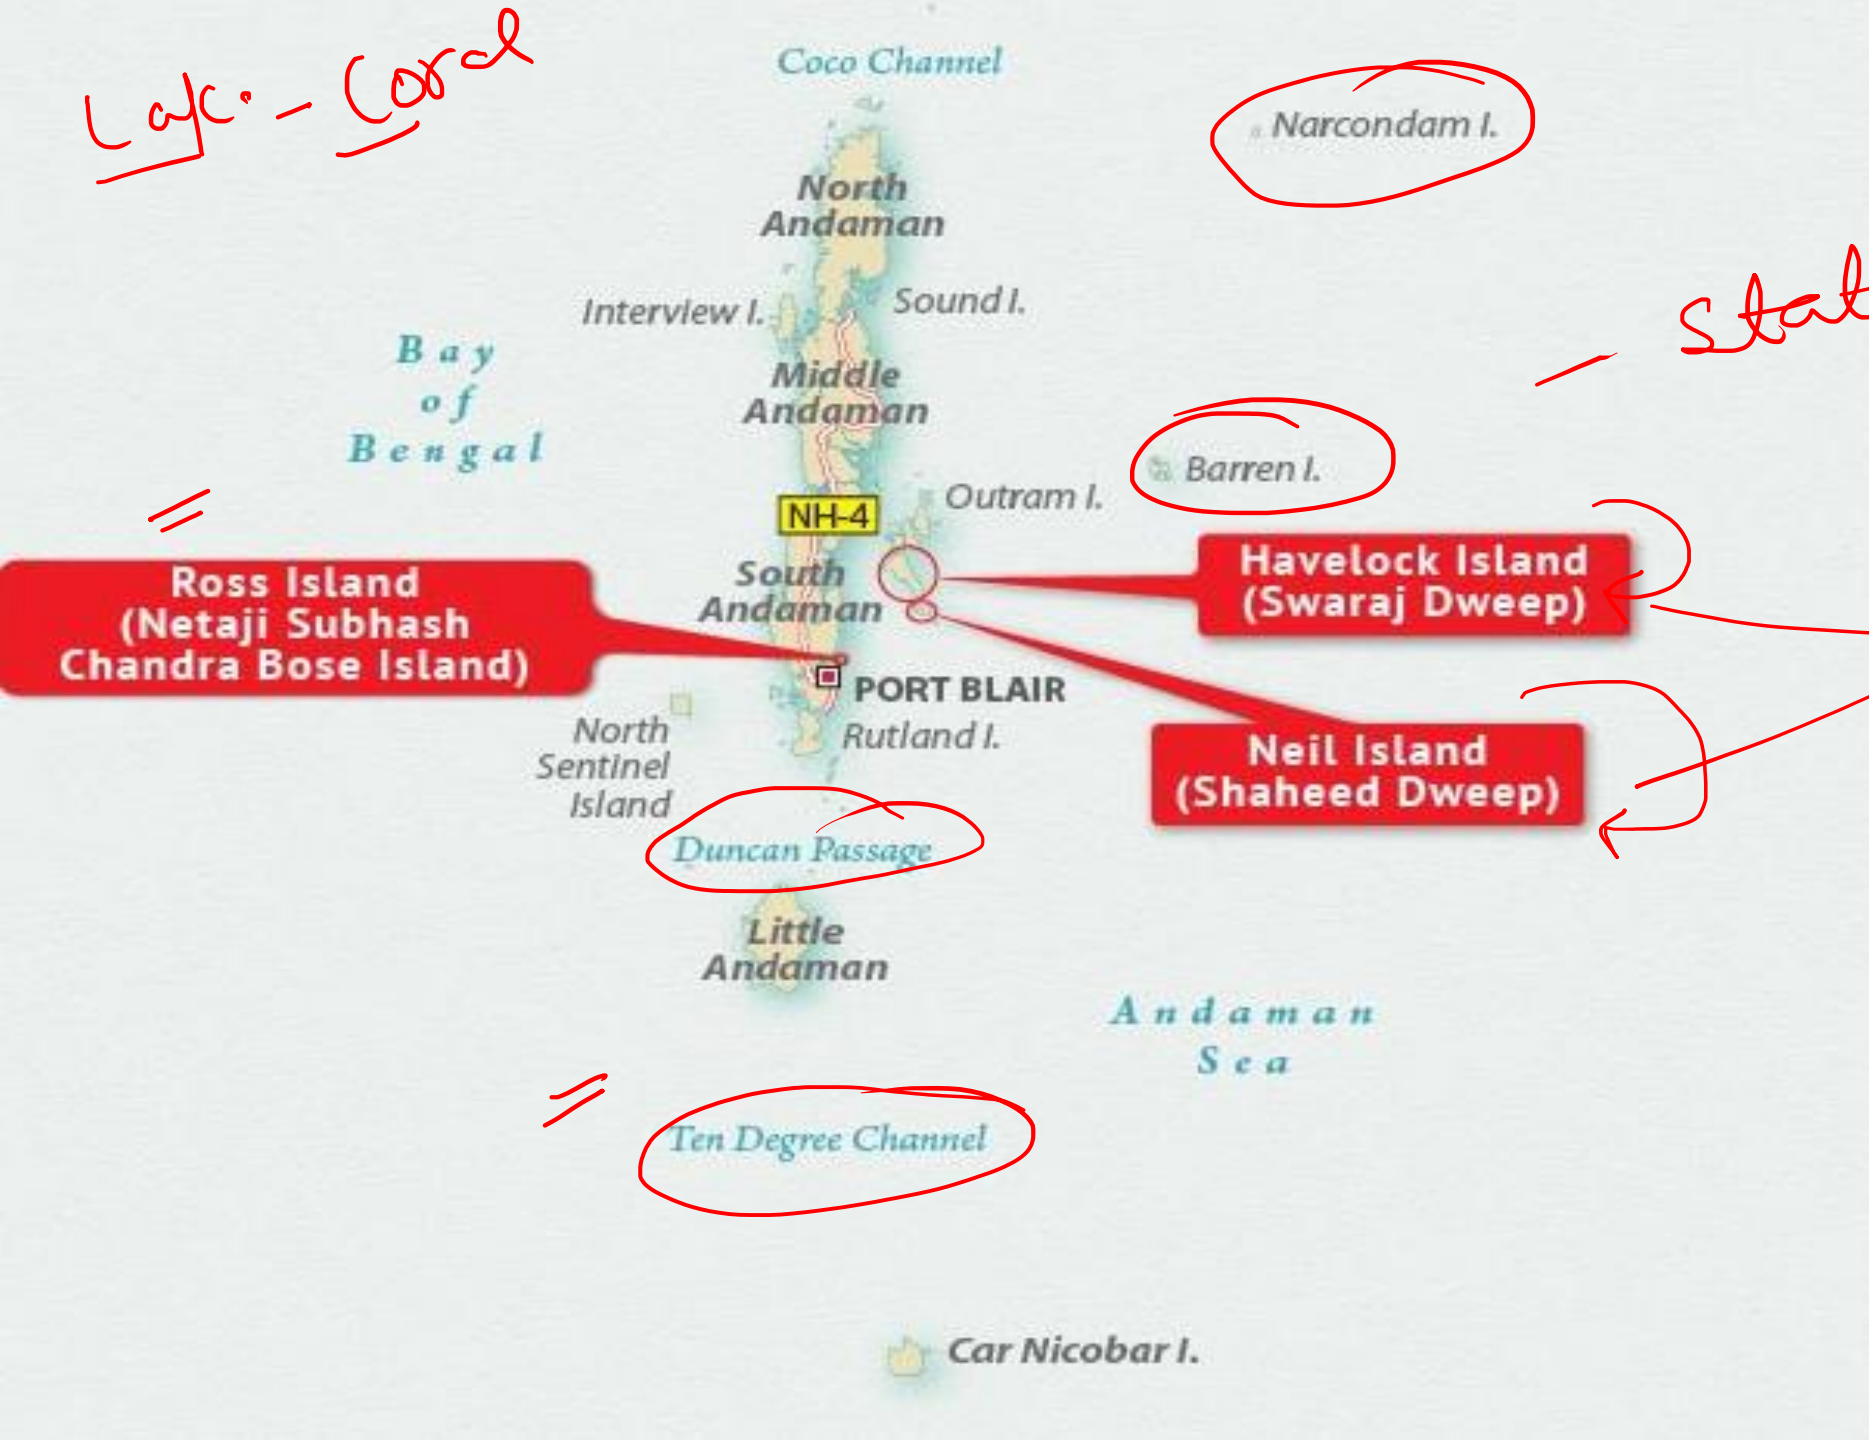 Lak. - Coral
Coco Channel
Narcondam I.
North
Andaman
Interview I.
Sound I.
Bay
of
Bengal
Middle
Andaman
Barren I.
Outram I.
NH-4
Ross Island
(Netaji Subhash
Chandra Bose Island)
South
Andaman
Havelock Island
(Swaraj Dweep)
PORT BLAIR
North
Sentinel
Island
Rutland I.
Neil Island
(Shaheed Dweep)
Duncan Passage
Little
Andaman
Andaman
Sea
Ten Degree Channel
Car Nicobar I.